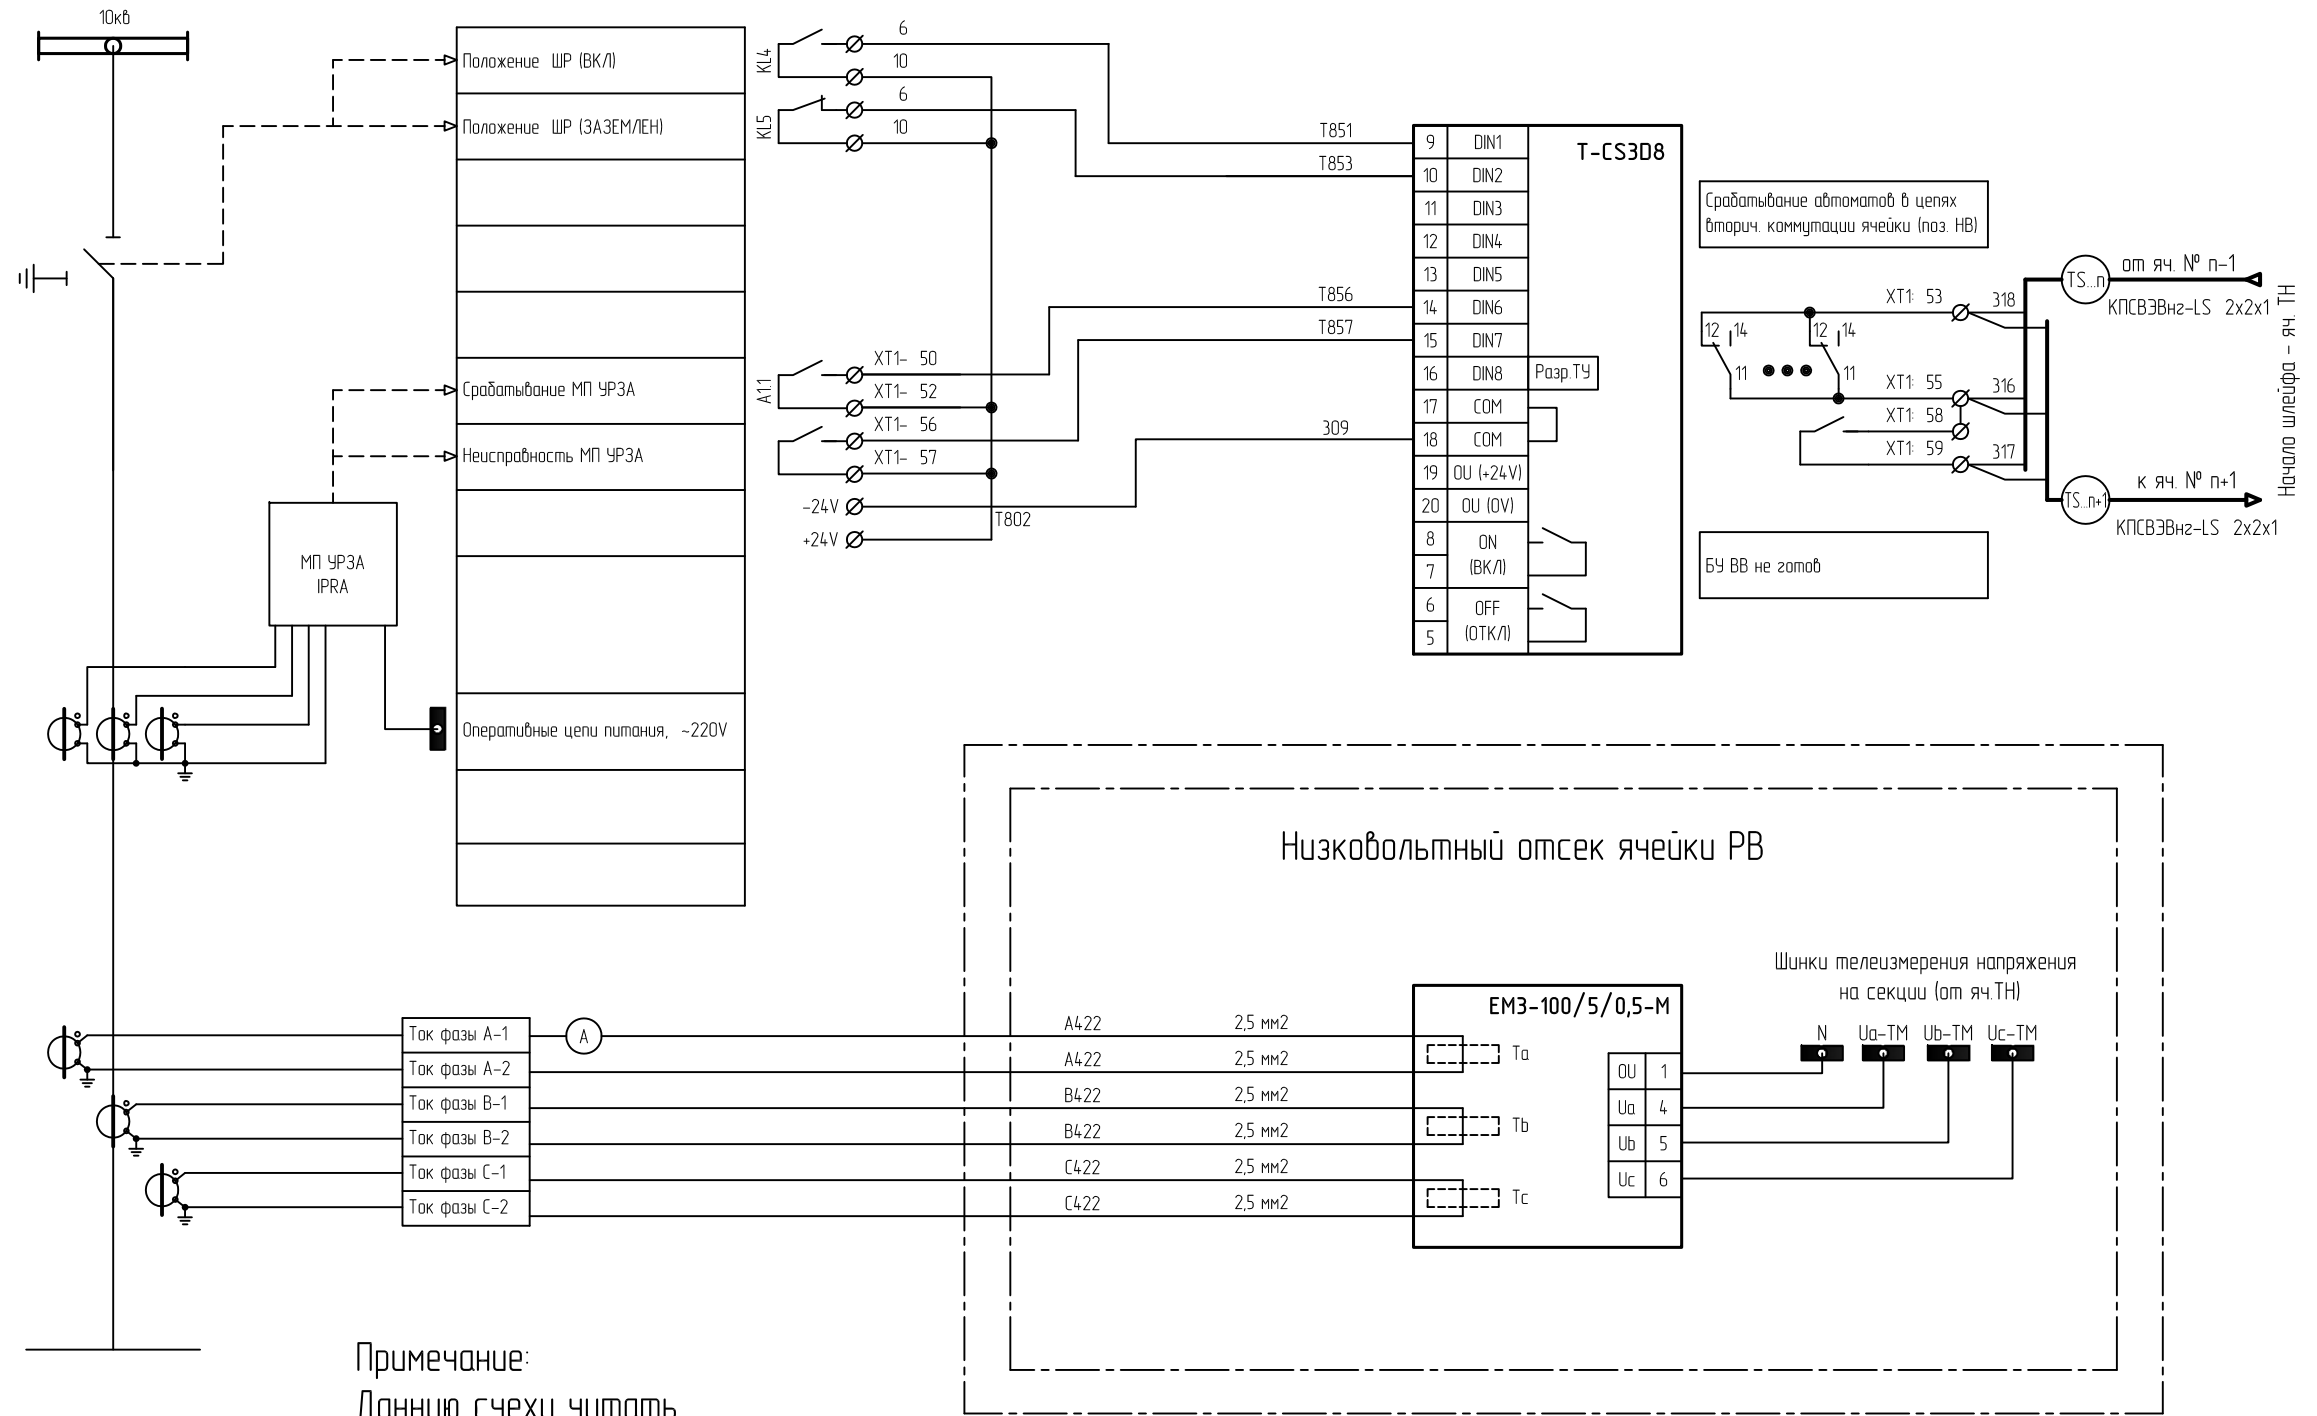 10кв
Положение ШР (ВКЛ)
Положение ШР (ЗАЗЕМЛЕН)
Срабатывание МП УРЗА
Неисправность МП УРЗА
Оперативные цепи питания, ~220V
МП УРЗА
IPRA
KL4
6
10
KL5
6
10
A1.1
XT1- 50
XT1- 52
XT1- 56
XT1- 57
-24V
+24V
T802
T851
T853
T856
T857
309
T-CS3D8
9 DIN1
10 DIN2
11 DIN3
12 DIN4
13 DIN5
14 DIN6
15 DIN7
16 DIN8 Разр.ТУ
17 COM
18 COM
19 OU (+24V)
20 OU (0V)
8 ON
7 (ВКЛ)
6 OFF
5 (ОТКЛ)
Срабатывание автоматов в цепях
вторич. коммутации ячейки (поз. НВ)
12 14
11
12 14
11
XT1: 53
318
XT1: 55
316
XT1: 58
XT1: 59
317
TS...n
от яч. № п-1
КПСВЭВнг-LS 2x2x1
TS...n+1
к яч. № п+1
КПСВЭВнг-LS 2x2x1
Начало шлейфа - яч. ТН
БУ ВВ не готов
Низковольтный отсек ячейки РВ
Шинки телеизмерения напряжения
на секции (от яч.ТН)
N Ua-TM Ub-TM Uc-TM
EM3-100/5/0,5-M
Ta
Tb
Tc
OU 1
Ua 4
Ub 5
Uc 6
Ток фазы А-1
Ток фазы А-2
Ток фазы В-1
Ток фазы В-2
Ток фазы С-1
Ток фазы С-2
A
A422 2,5 мм2
A422 2,5 мм2
B422 2,5 мм2
B422 2,5 мм2
C422 2,5 мм2
C422 2,5 мм2
Примечание:
Данную схему читать